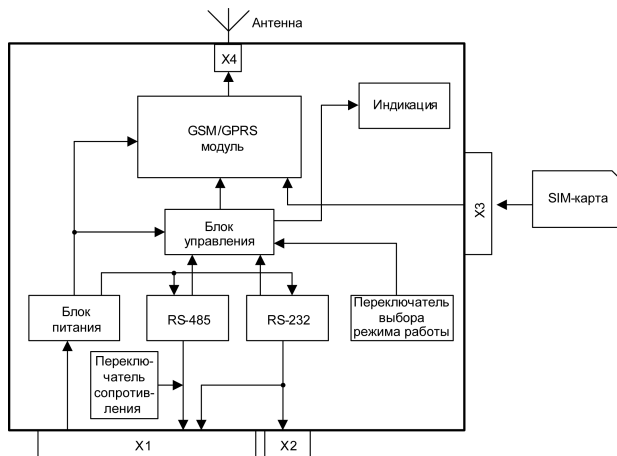 Антенна
X4
GSM/GPRS
модуль
Индикация
X3
SIM-карта
Блок
управления
Блок
питания
RS-485
RS-232
Переключатель
выбора
режима работы
Переклю-
чатель
сопротив-
ления
X1
X2